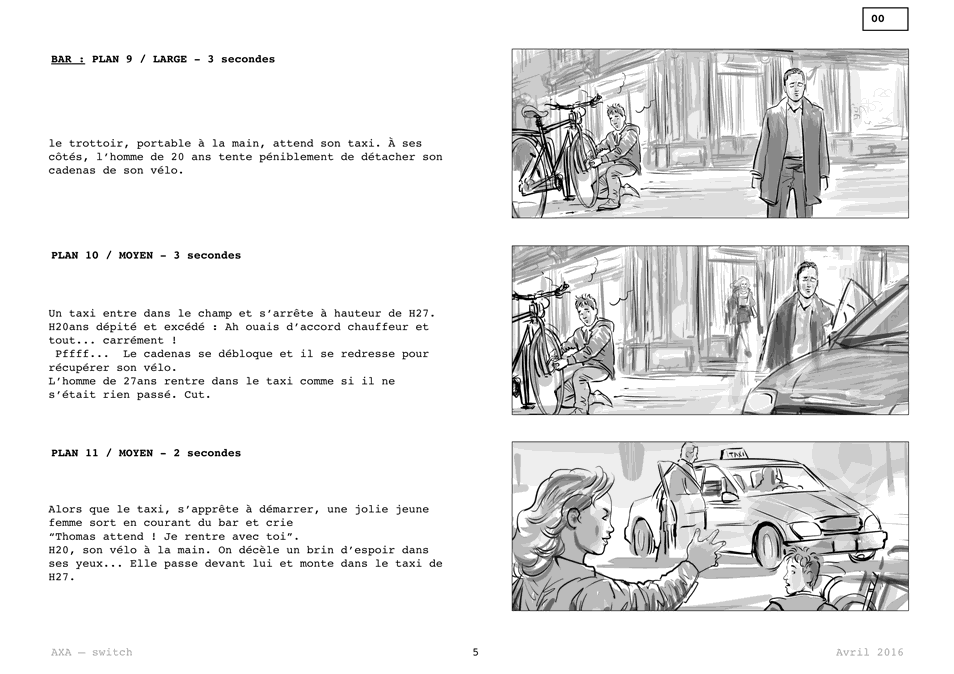 00
BAR : PLAN 9 / LARGE – 3 secondes
le trottoir, portable à la main, attend son taxi. À ses
côtés, l’homme de 20 ans tente péniblement de détacher son
cadenas de son vélo.
PLAN 10 / MOYEN – 3 secondes
Un taxi entre dans le champ et s’arrête à hauteur de H27.
H20ans dépité et excédé : Ah ouais d’accord chauffeur et
tout... carrément !
Pffff...  Le cadenas se débloque et il se redresse pour
récupérer son vélo.
L’homme de 27ans rentre dans le taxi comme si il ne
s’était rien passé. Cut.
PLAN 11 / MOYEN – 2 secondes
Alors que le taxi, s’apprête à démarrer, une jolie jeune
femme sort en courant du bar et crie
“Thomas attend ! Je rentre avec toi”.
H20, son vélo à la main. On décèle un brin d’espoir dans
ses yeux... Elle passe devant lui et monte dans le taxi de
H27.
TAXI
AXA – switch
5
Avril 2016